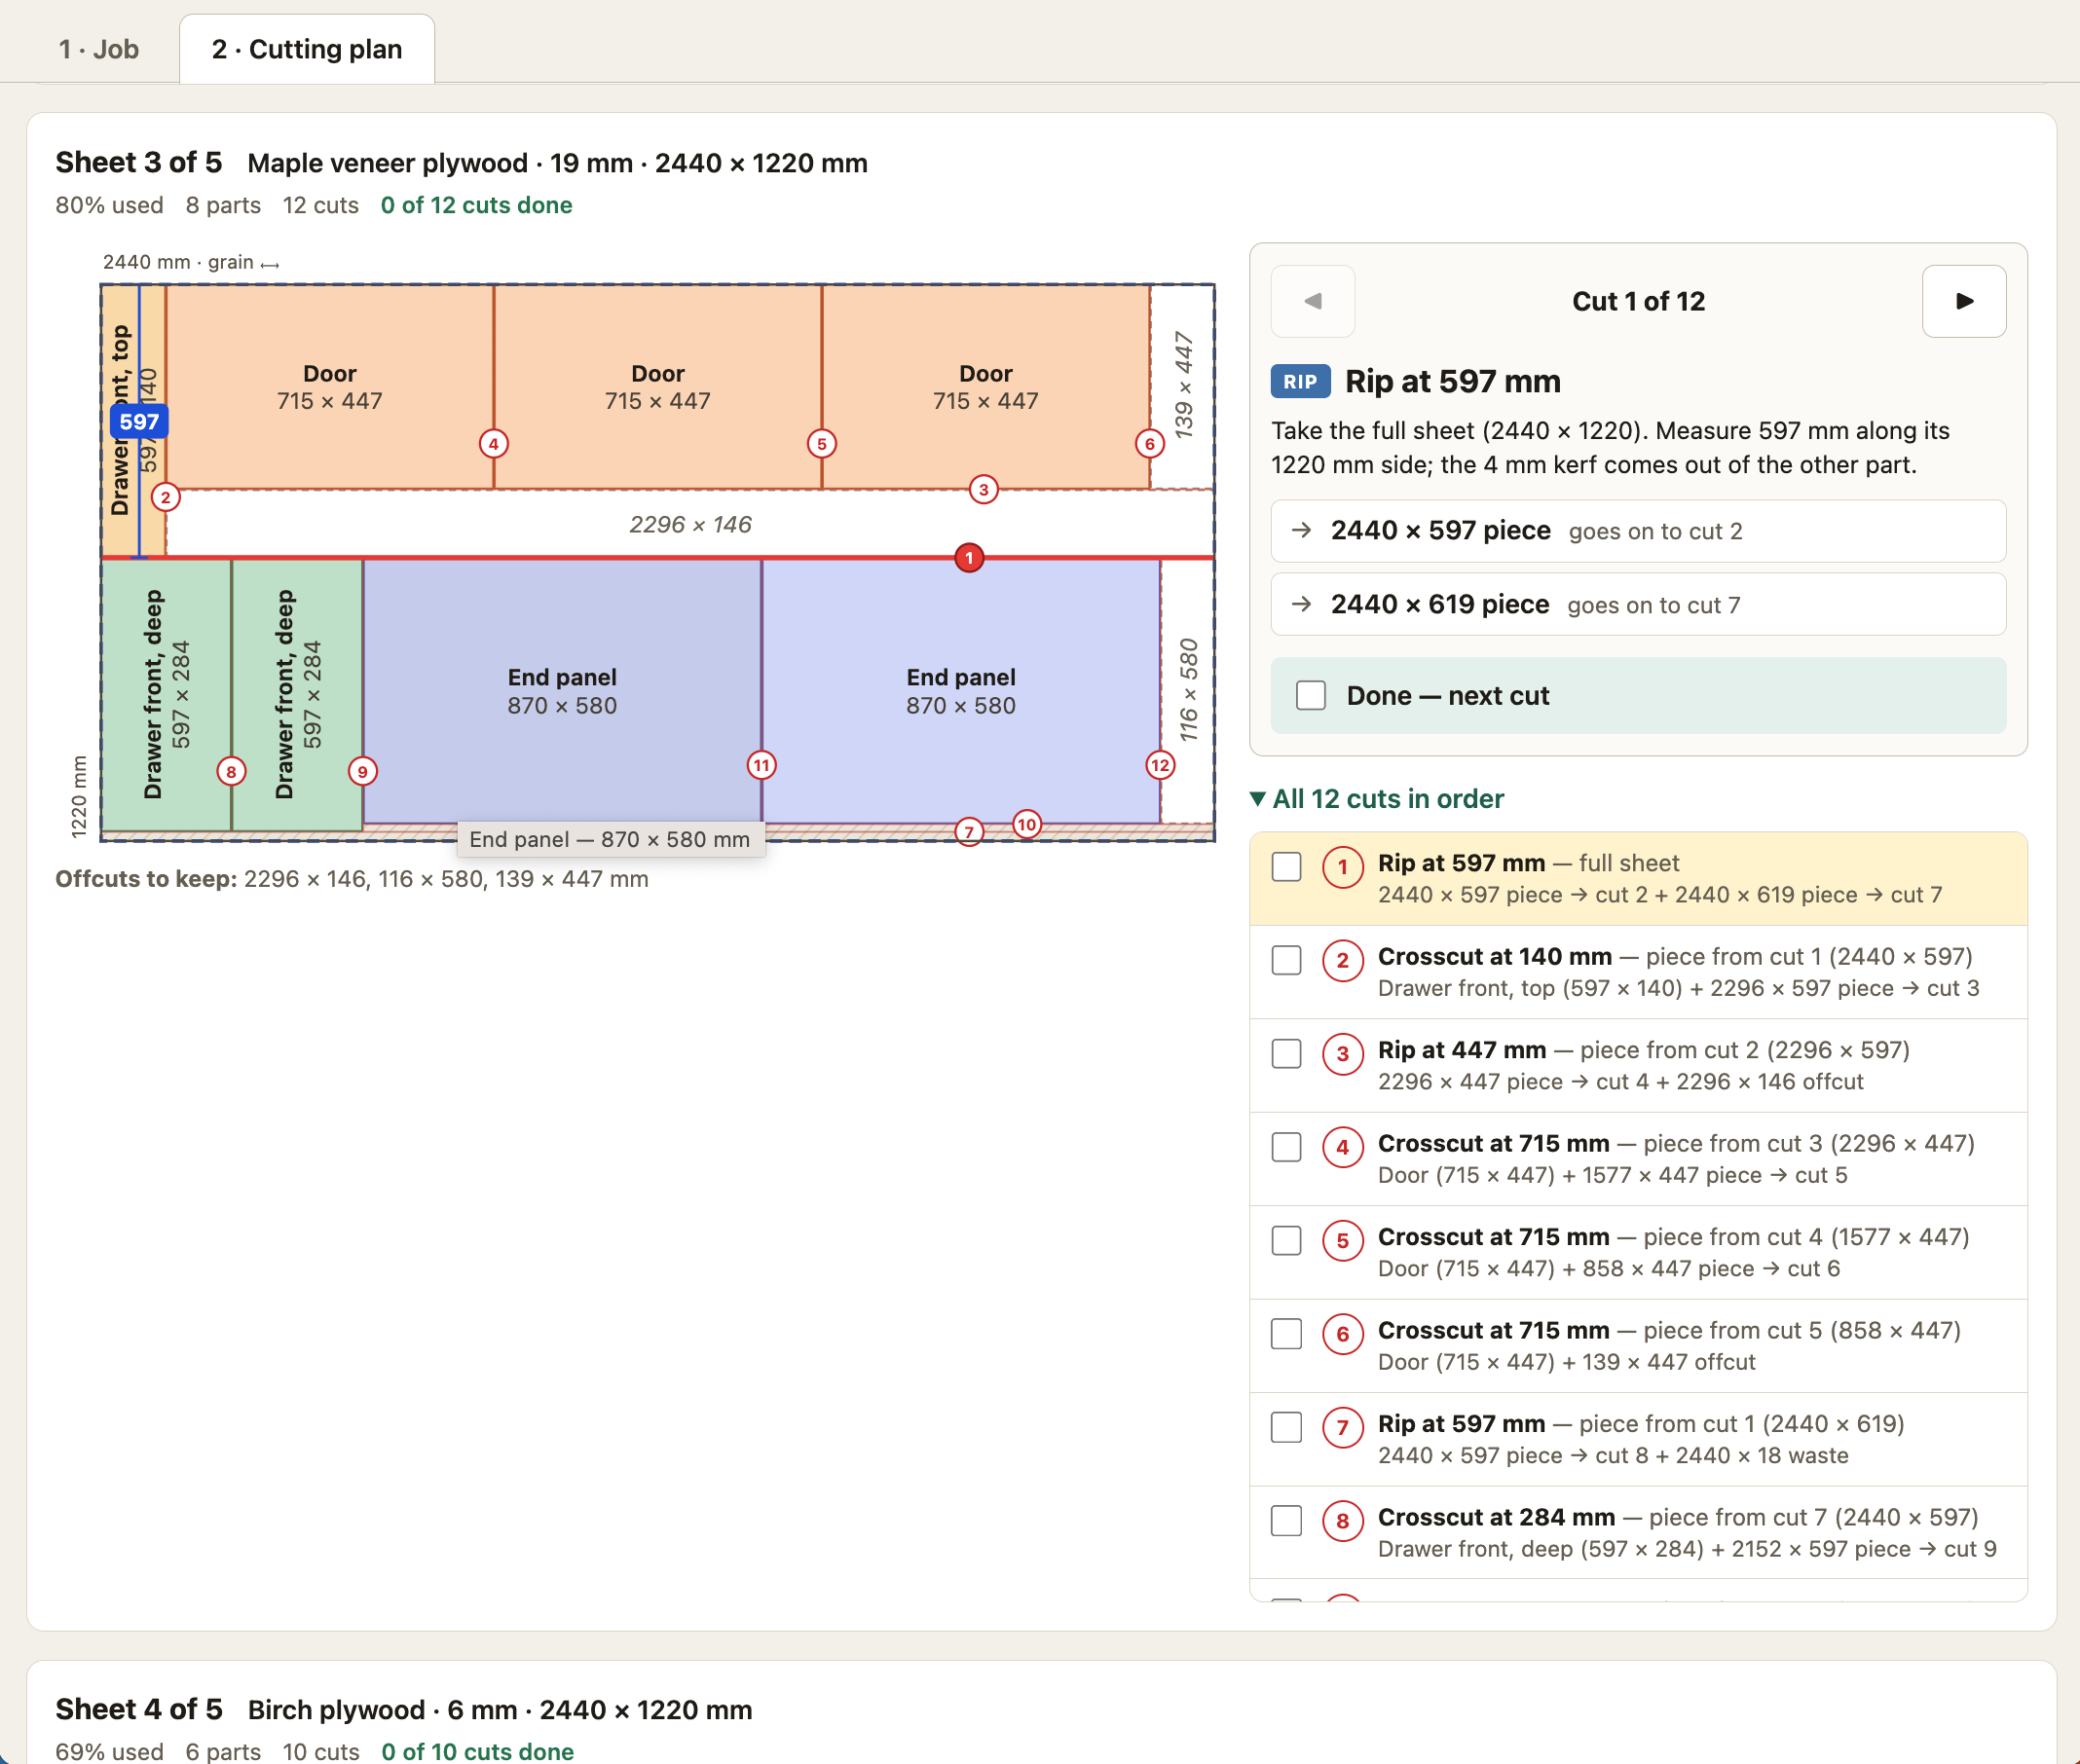 1 · Job
2 · Cutting plan
Sheet 3 of 5 Maple veneer plywood · 19 mm · 2440 × 1220 mm
80% used 8 parts 12 cuts 0 of 12 cuts done
2440 mm · grain ⟷
Drawer front, top
597 × 140
597
Door
715 × 447
Door
715 × 447
Door
715 × 447
139 × 447
4
5
6
2
3
2296 × 146
1
1220 mm
Drawer front, deep
597 × 284
Drawer front, deep
597 × 284
End panel
870 × 580
End panel
870 × 580
116 × 580
8
9
11
12
7
10
End panel — 870 × 580 mm
Offcuts to keep: 2296 × 146, 116 × 580, 139 × 447 mm
◀
Cut 1 of 12
▶
RIP Rip at 597 mm
Take the full sheet (2440 × 1220). Measure 597 mm along its
1220 mm side; the 4 mm kerf comes out of the other part.
→ 2440 × 597 piece goes on to cut 2
→ 2440 × 619 piece goes on to cut 7
Done — next cut
▼ All 12 cuts in order
1 Rip at 597 mm — full sheet
2440 × 597 piece → cut 2 + 2440 × 619 piece → cut 7
2 Crosscut at 140 mm — piece from cut 1 (2440 × 597)
Drawer front, top (597 × 140) + 2296 × 597 piece → cut 3
3 Rip at 447 mm — piece from cut 2 (2296 × 597)
2296 × 447 piece → cut 4 + 2296 × 146 offcut
4 Crosscut at 715 mm — piece from cut 3 (2296 × 447)
Door (715 × 447) + 1577 × 447 piece → cut 5
5 Crosscut at 715 mm — piece from cut 4 (1577 × 447)
Door (715 × 447) + 858 × 447 piece → cut 6
6 Crosscut at 715 mm — piece from cut 5 (858 × 447)
Door (715 × 447) + 139 × 447 offcut
7 Rip at 597 mm — piece from cut 1 (2440 × 619)
2440 × 597 piece → cut 8 + 2440 × 18 waste
8 Crosscut at 284 mm — piece from cut 7 (2440 × 597)
Drawer front, deep (597 × 284) + 2152 × 597 piece → cut 9
Sheet 4 of 5 Birch plywood · 6 mm · 2440 × 1220 mm
69% used 6 parts 10 cuts 0 of 10 cuts done